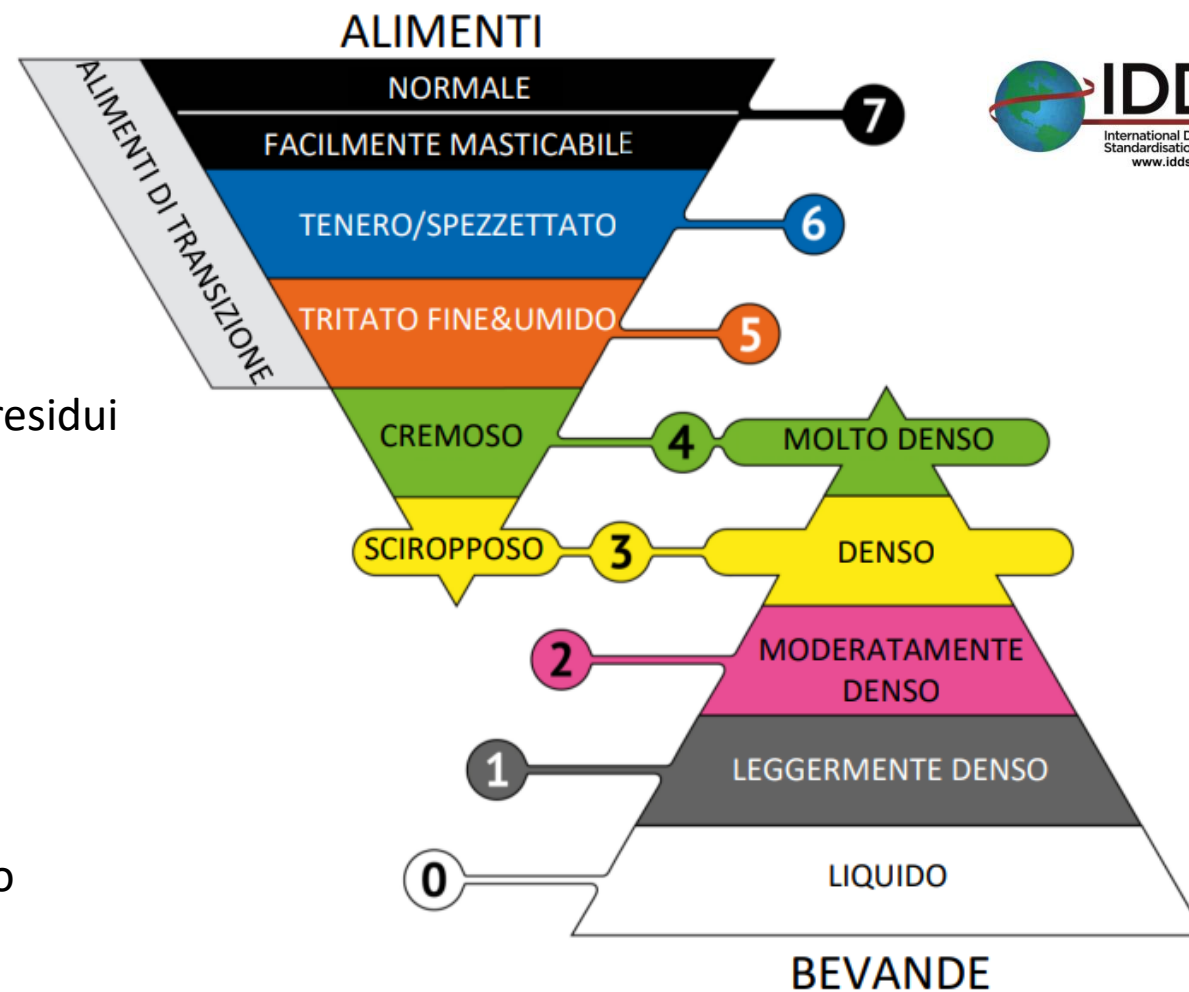 ALIMENTI
NORMALE
FACILMENTE MASTICABILE
7
ALIMENTI DI TRANSIZIONE
TENERO/SPEZZETTATO
6
TRITATO FINE&UMIDO
5
residui
CREMOSO
4
MOLTO DENSO
SCIROPPOSO
3
DENSO
2
MODERATAMENTE
DENSO
1
LEGGERMENTE DENSO
0
LIQUIDO
BEVANDE
o
International D
Standardisatio
www.idds